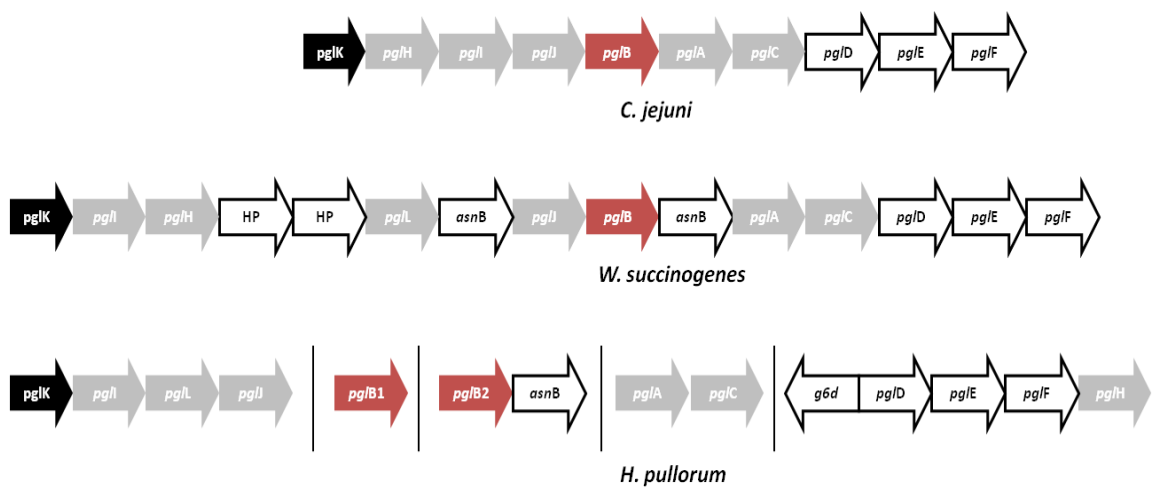 pglK pglH pglI pglJ pglB pglA pglC pglD pglE pglF
C. jejuni
pglK pglI pglH HP HP pglL asnB pglJ pglB asnB pglA pglC pglD pglE pglF
W. succinogenes
pglK pglI pglL pglJ pglB1 pglB2 asnB pglA pglC g6d pglD pglE pglF pglH
H. pullorum